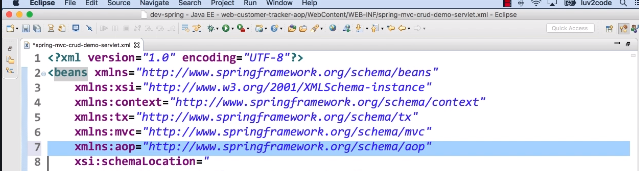 Eclipse File Edit Source Navigate Search Project Run Window Help luv2code
dev-spring - Java EE - web-customer-tracker-app/WebContent/WEB-INF/spring-mvc-crud-demo-servlet.xml - Eclipse
Quick Access
*spring-mvc-crud-demo-servlet.xml
1 <?xml version="1.0" encoding="UTF-8"?>
2 <beans xmlns="http://www.springframework.org/schema/beans"
3 xmlns:xsi="http://www.w3.org/2001/XMLSchema-instance"
4 xmlns:context="http://www.springframework.org/schema/context"
5 xmlns:tx="http://www.springframework.org/schema/tx"
6 xmlns:mvc="http://www.springframework.org/schema/mvc"
7 xmlns:aop="http://www.springframework.org/schema/aop"
8 xsi:schemaLocation="